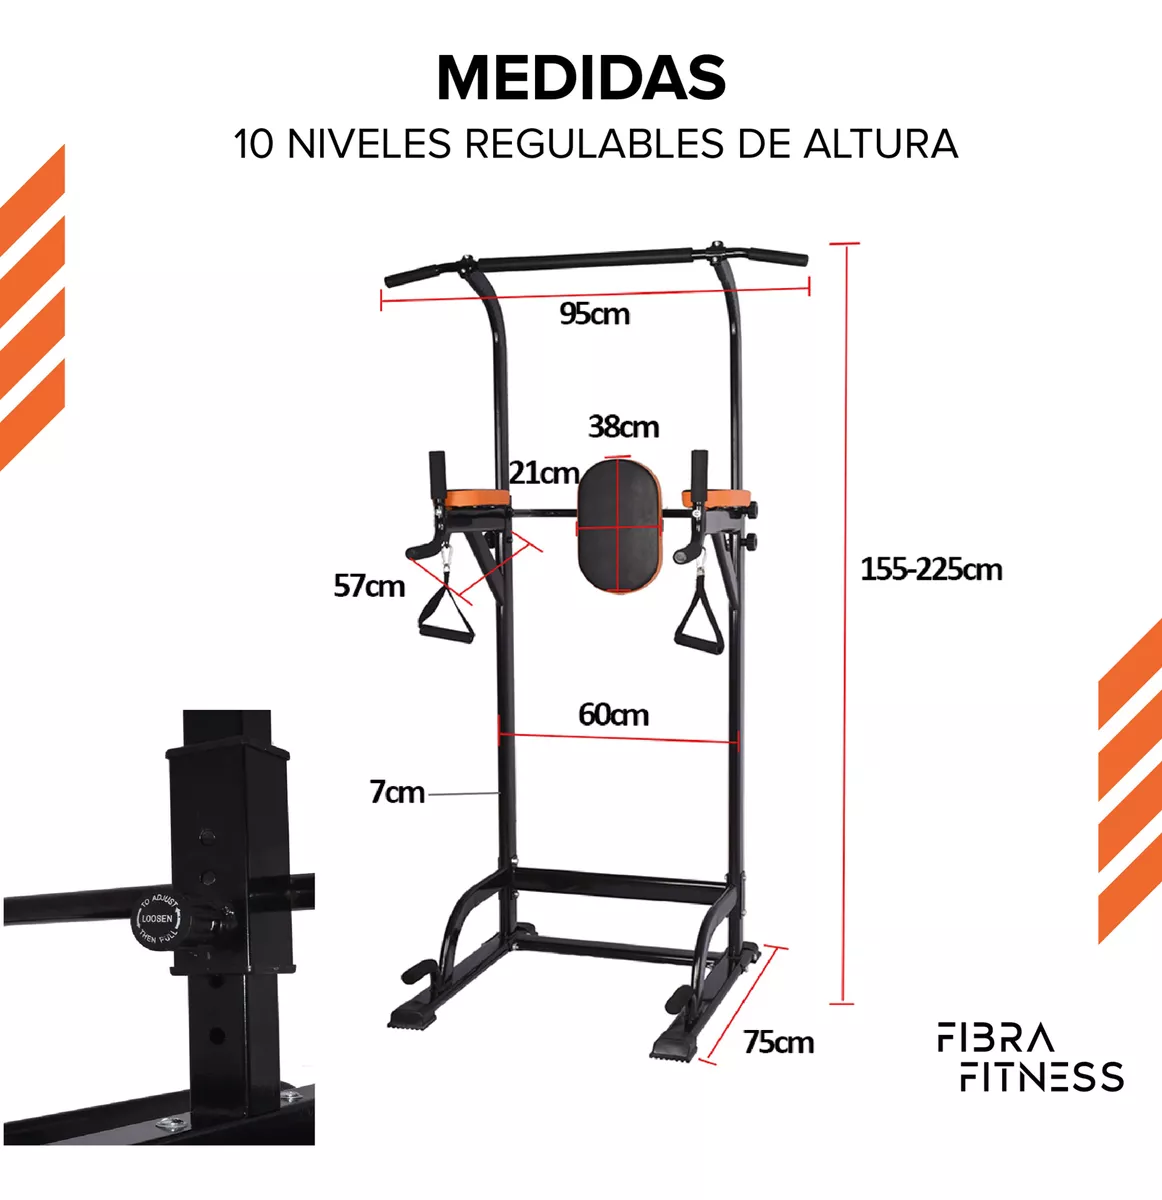 MEDIDAS
10 NIVELES REGULABLES DE ALTURA
95cm
38cm
21cm
57cm
155-225cm
60cm
7cm
TO ADJUST
LOOSEN
THEN PULL
75cm
FIBRA
FITNESS